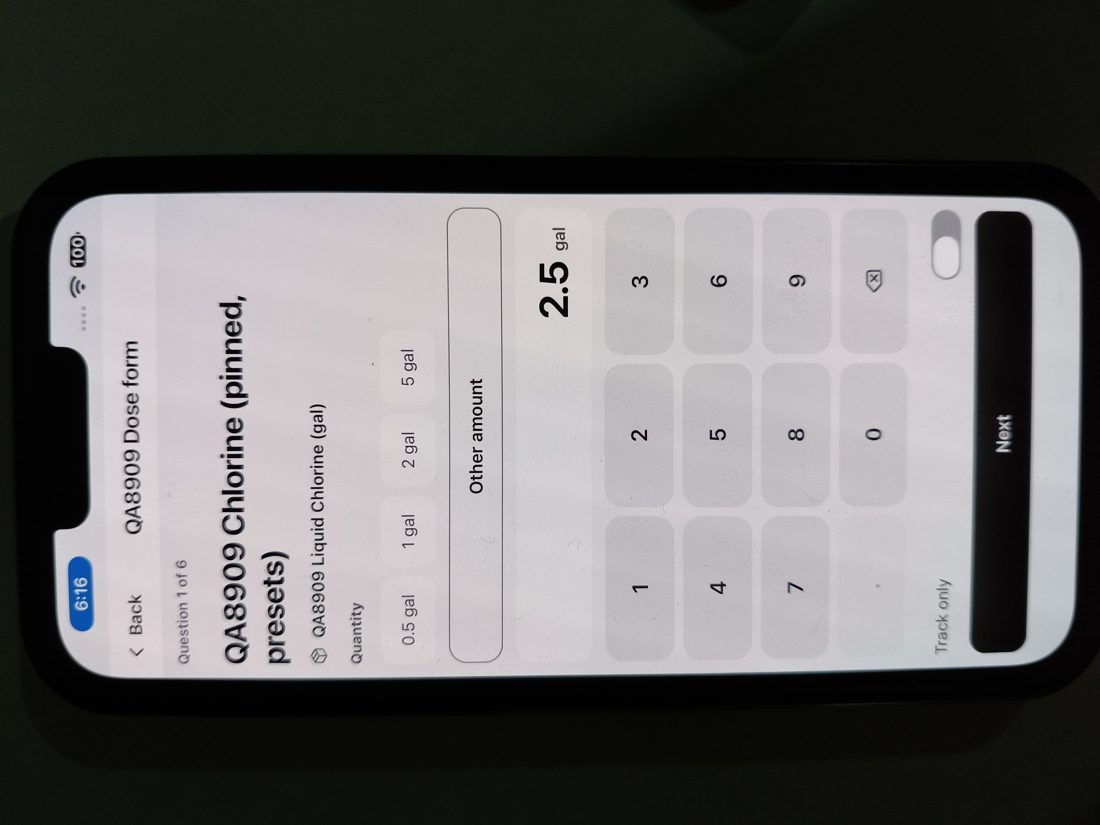 6:16
100
Back
QA8909 Dose form
Question 1 of 6
QA8909 Chlorine (pinned,
presets)
QA8909 Liquid Chlorine (gal)
Quantity
0.5 gal 1 gal 2 gal 5 gal
Other amount
2.5 gal
1 2 3
4 5 6
7 8 9
. 0
Track only
Next